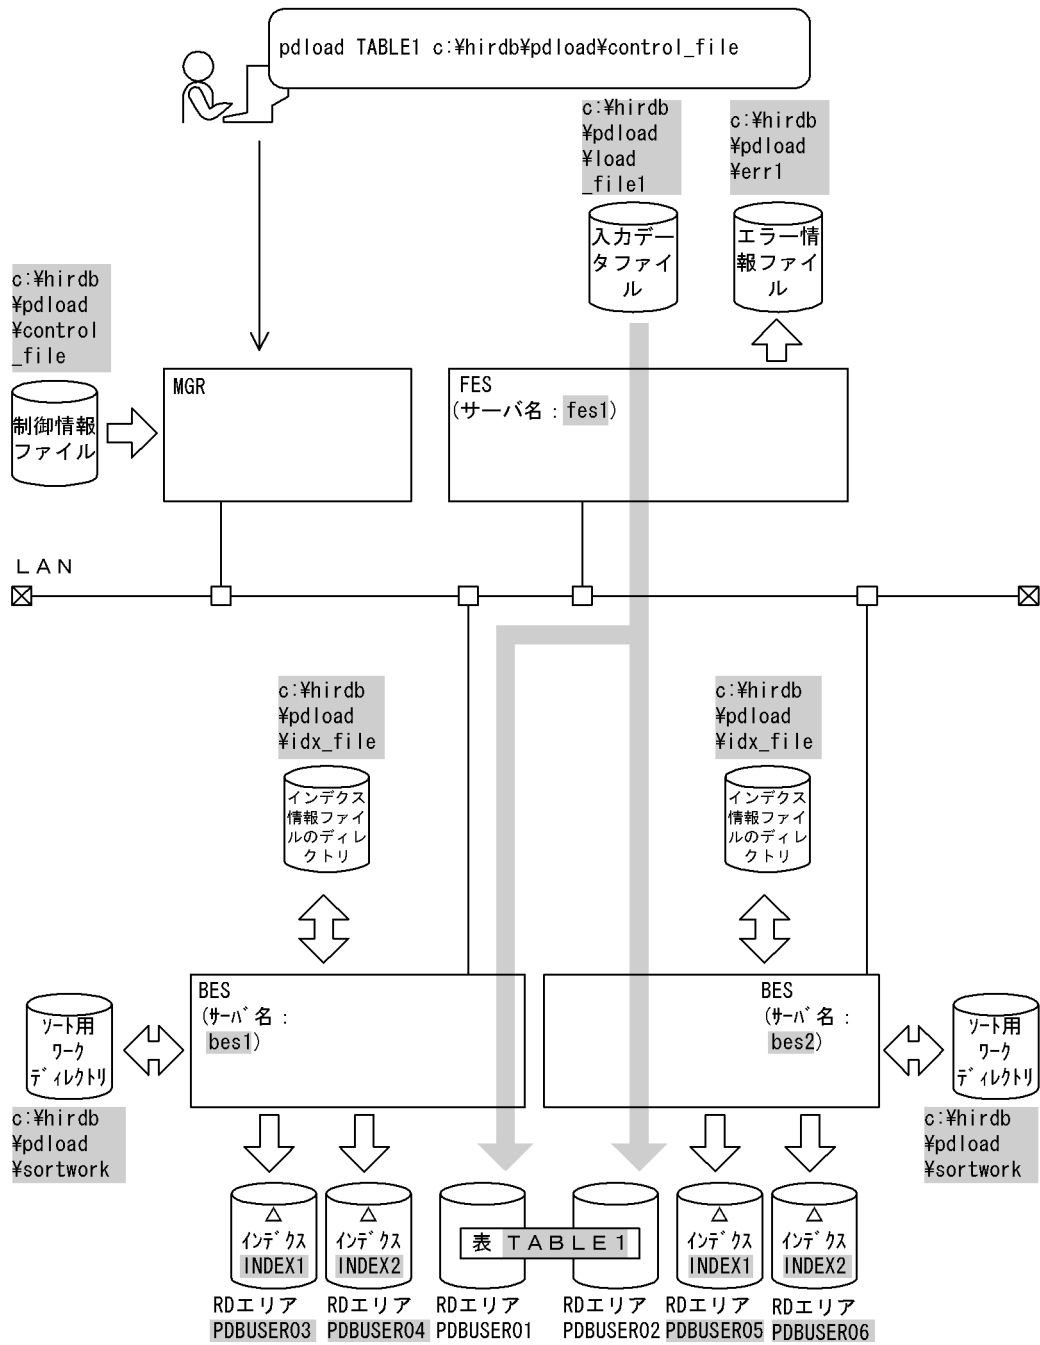 pdload TABLE1 c:¥hirdb¥pdload¥control_file
c:¥hirdb
¥pdload
¥load
_file1
c:¥hirdb
¥pdload
¥err1
入力デー
タファイ
ル
エラー情
報ファイ
ル
c:¥hirdb
¥pdload
¥control
_file
制御情報
ファイル
MGR
FES
(サーバ名：fes1)
ＬＡＮ
c:¥hirdb
¥pdload
¥idx_file
c:¥hirdb
¥pdload
¥idx_file
インデクス
情報ファイ
ルのディレ
クトリ
インデクス
情報ファイ
ルのディレ
クトリ
BES
(ｻｰﾊﾞ名：
bes1)
BES
(ｻｰﾊﾞ名：
bes2)
ｿｰﾄ用
ﾜｰｸ
ﾃﾞｨﾚｸﾄﾘ
c:¥hirdb
¥pdload
¥sortwork
ｿｰﾄ用
ﾜｰｸ
ﾃﾞｨﾚｸﾄﾘ
c:¥hirdb
¥pdload
¥sortwork
ｲﾝﾃﾞｸｽ
INDEX1
ｲﾝﾃﾞｸｽ
INDEX2
表 ＴＡＢＬＥ１
ｲﾝﾃﾞｸｽ
INDEX1
ｲﾝﾃﾞｸｽ
INDEX2
RDエリア
PDBUSER03
RDエリア
PDBUSER04
RDエリア
PDBUSER01
RDエリア
PDBUSER02
RDエリア
PDBUSER05
RDエリア
PDBUSER06